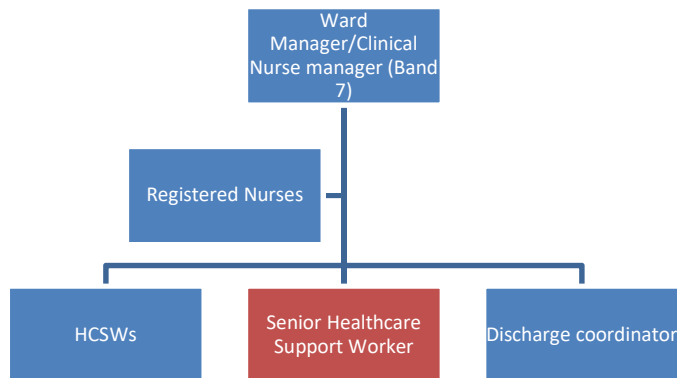 Ward
Manager/Clinical
Nurse manager (Band
7)
Registered Nurses
HCSWs
Senior Healthcare
Support Worker
Discharge coordinator